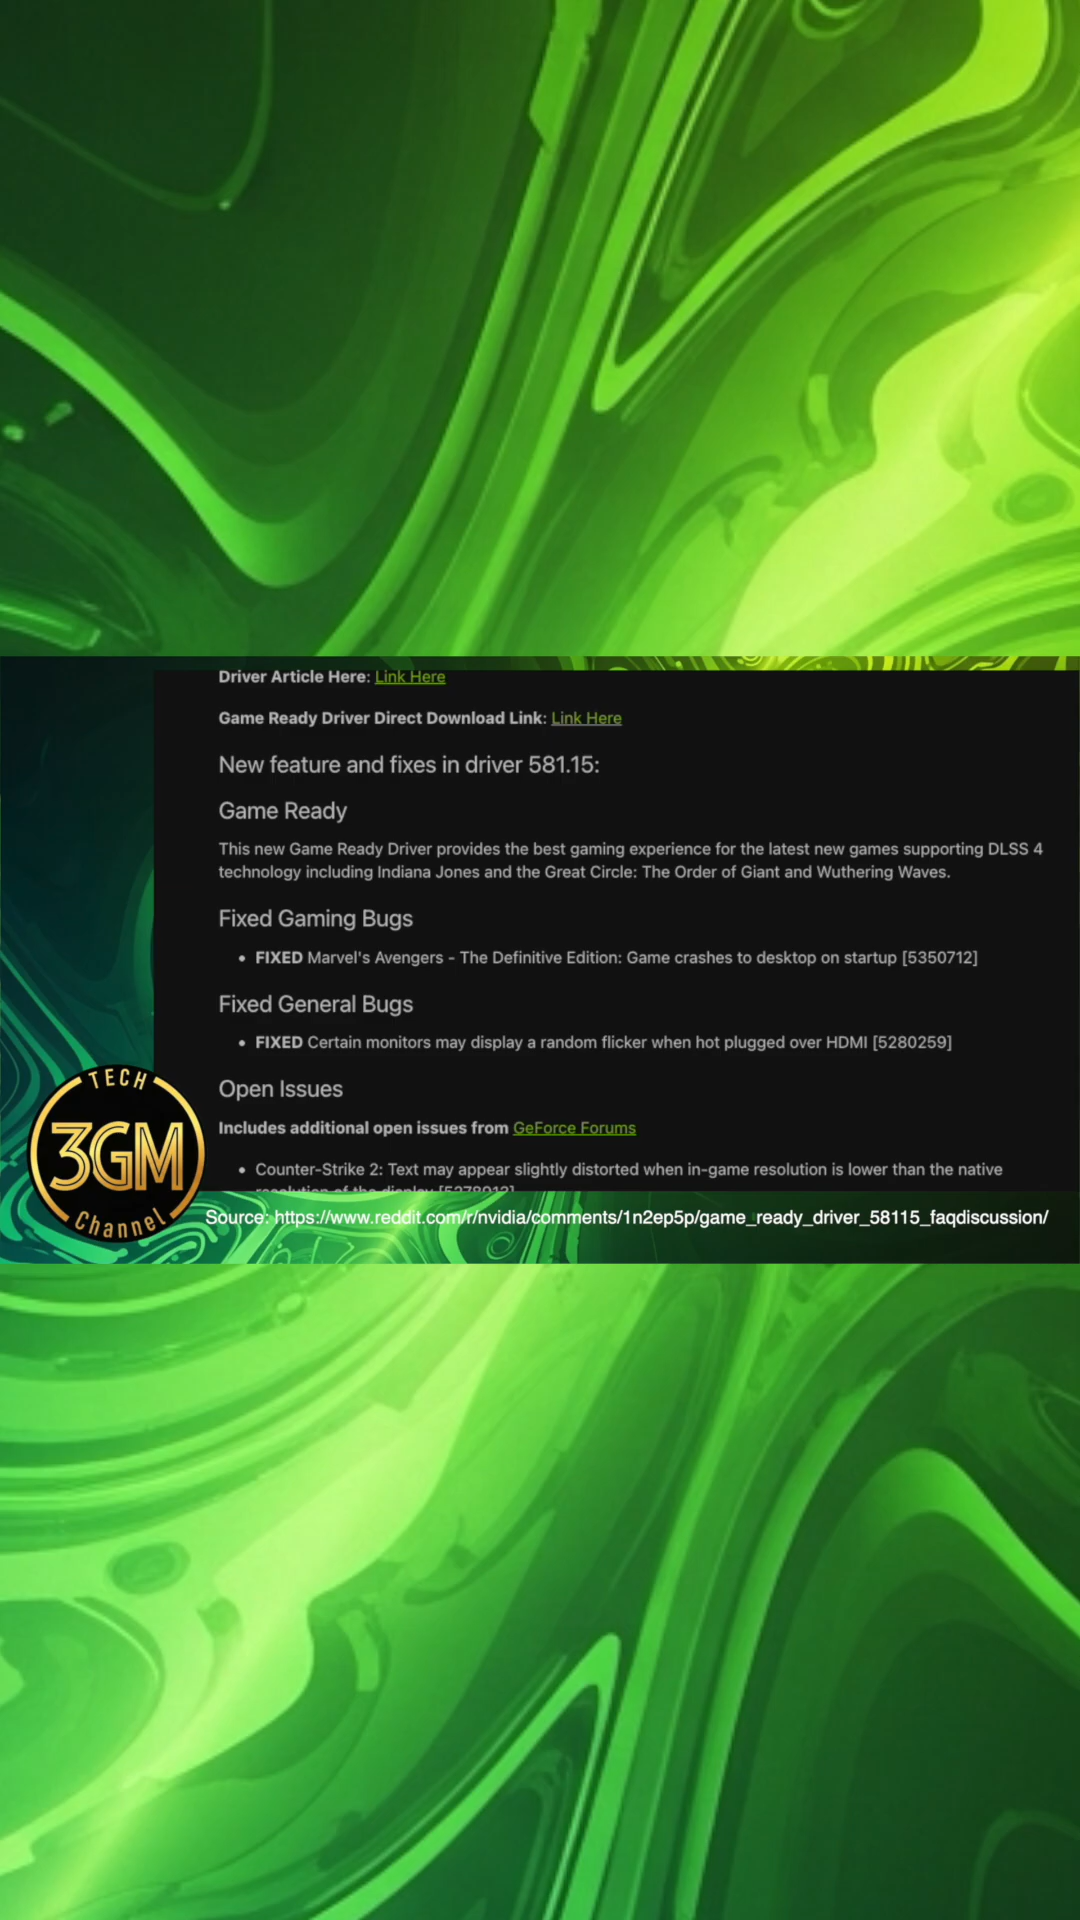 Driver Article Here: Link Here
Game Ready Driver Direct Download Link: Link Here
New feature and fixes in driver 581.15:
Game Ready
This new Game Ready Driver provides the best gaming experience for the latest new games supporting DLSS 4
technology including Indiana Jones and the Great Circle: The Order of Giant and Wuthering Waves.
Fixed Gaming Bugs
• FIXED Marvel's Avengers - The Definitive Edition: Game crashes to desktop on startup [5350712]
Fixed General Bugs
• FIXED Certain monitors may display a random flicker when hot plugged over HDMI [5280259]
Open Issues
Includes additional open issues from GeForce Forums
• Counter-Strike 2: Text may appear slightly distorted when in-game resolution is lower than the native
resolution of the display [5278913]
TECH
3GM
Channel
Source: https://www.reddit.com/r/nvidia/comments/1n2ep5p/game_ready_driver_58115_faqdiscussion/